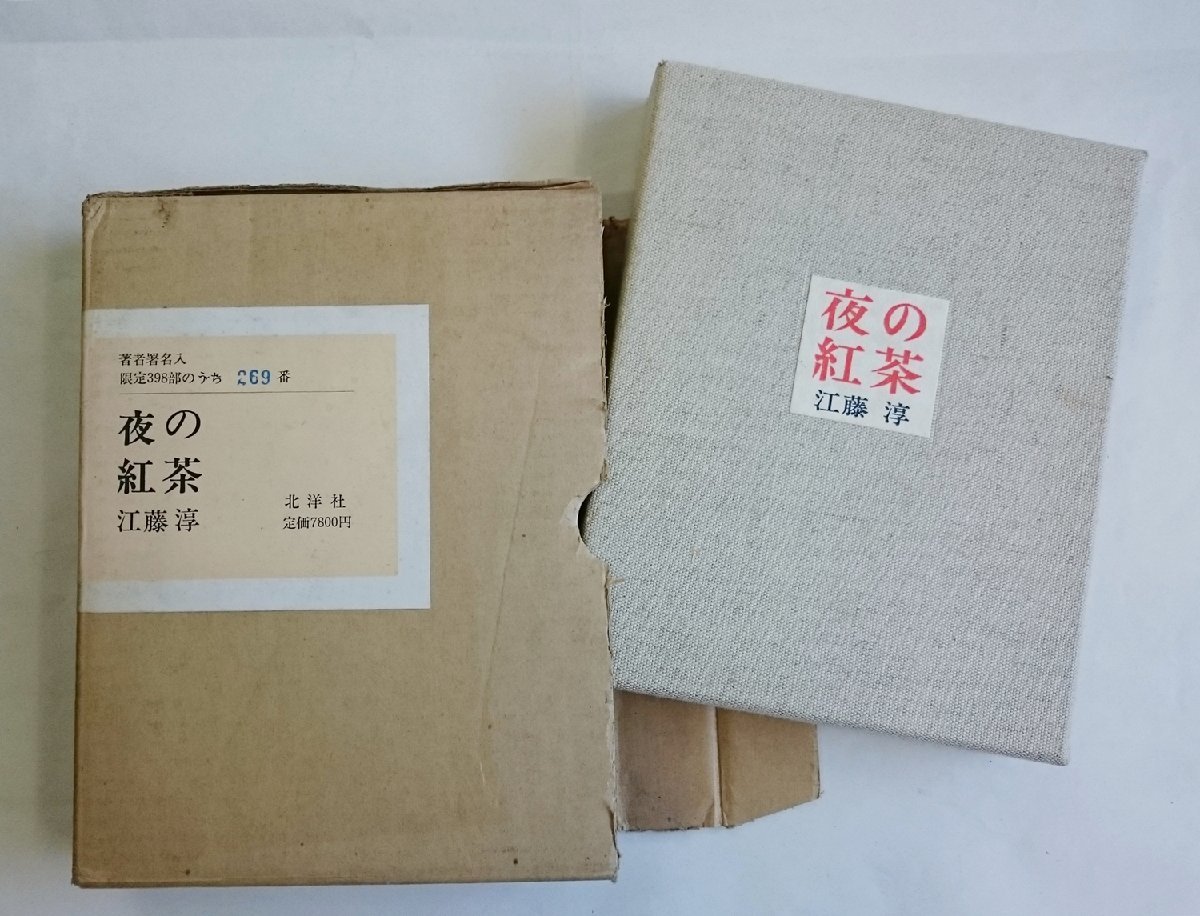 著者署名入
限定398部のうち 269 番
夜の
紅茶
江藤淳
北洋社
定価7800円
夜の
紅茶
江藤 淳